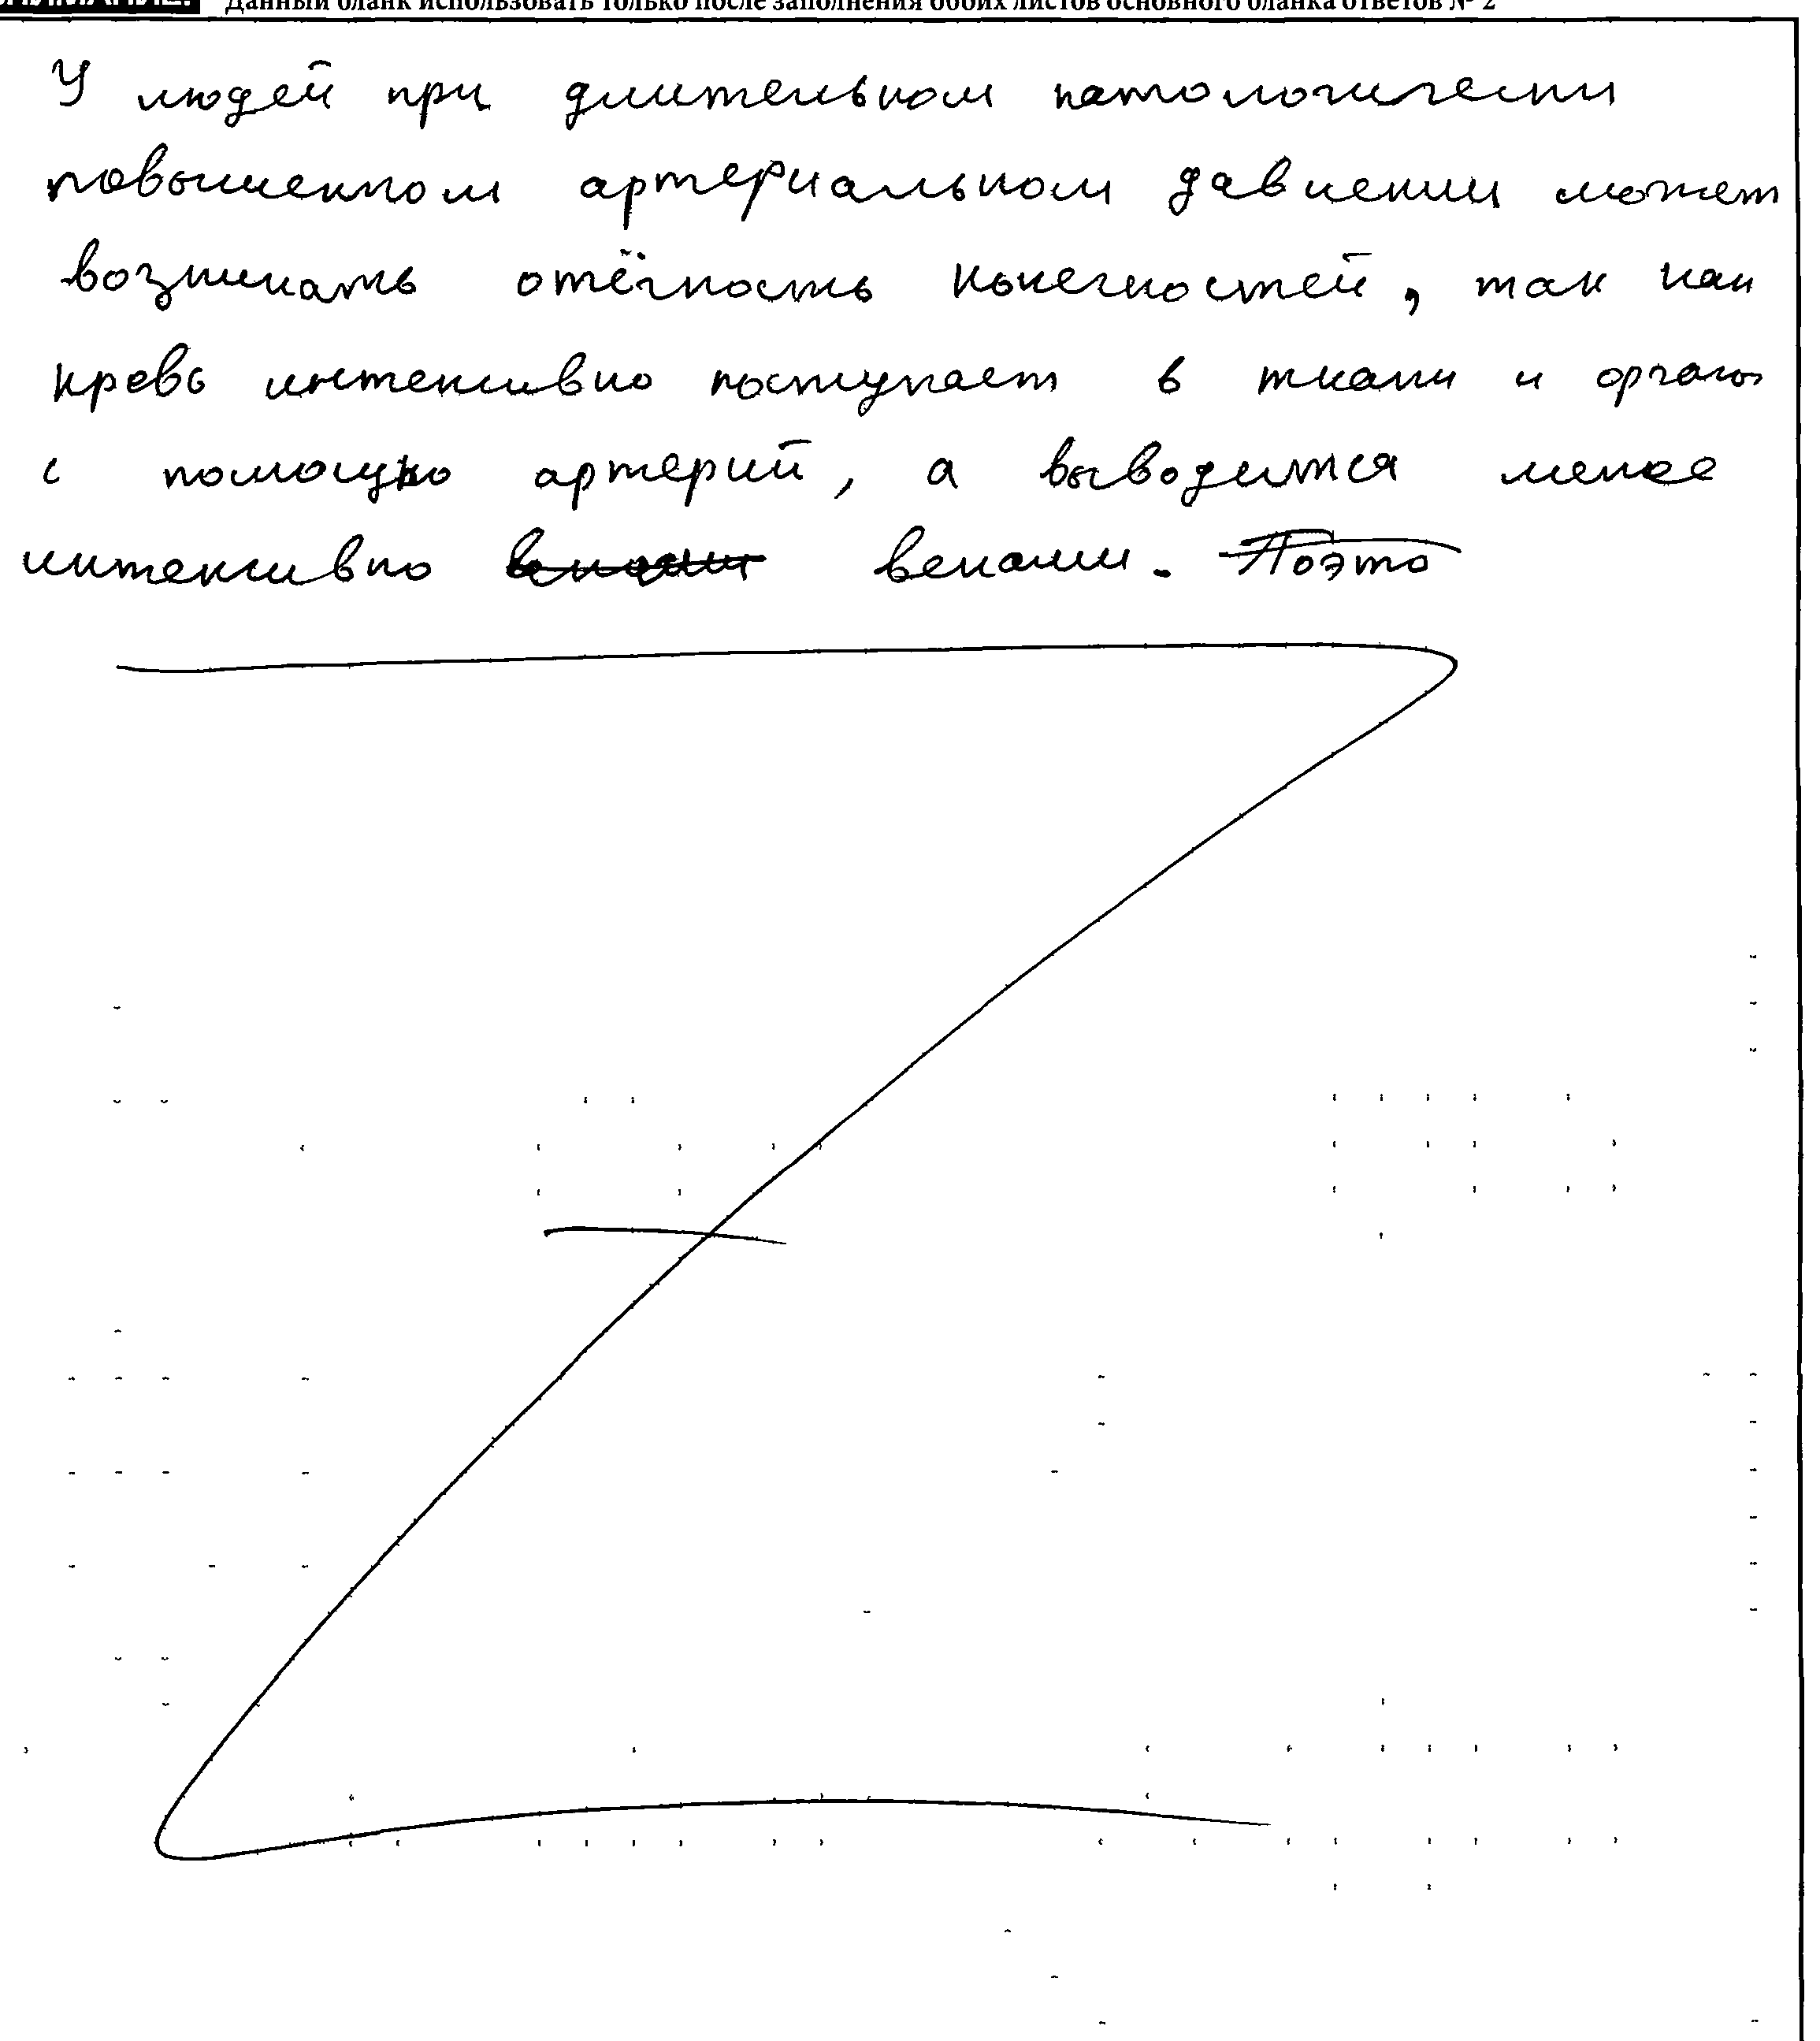 Данный бланк использовать только после заполнения обоих листов основного бланка ответов № 2
У людей при длительном патологически
повышенном артериальном давлении может
возникать отёчность конечностей, так как
кровь интенсивно поступает в ткани и органы
с помощью артерий, а выводится менее
интенсивно венами. Поэто